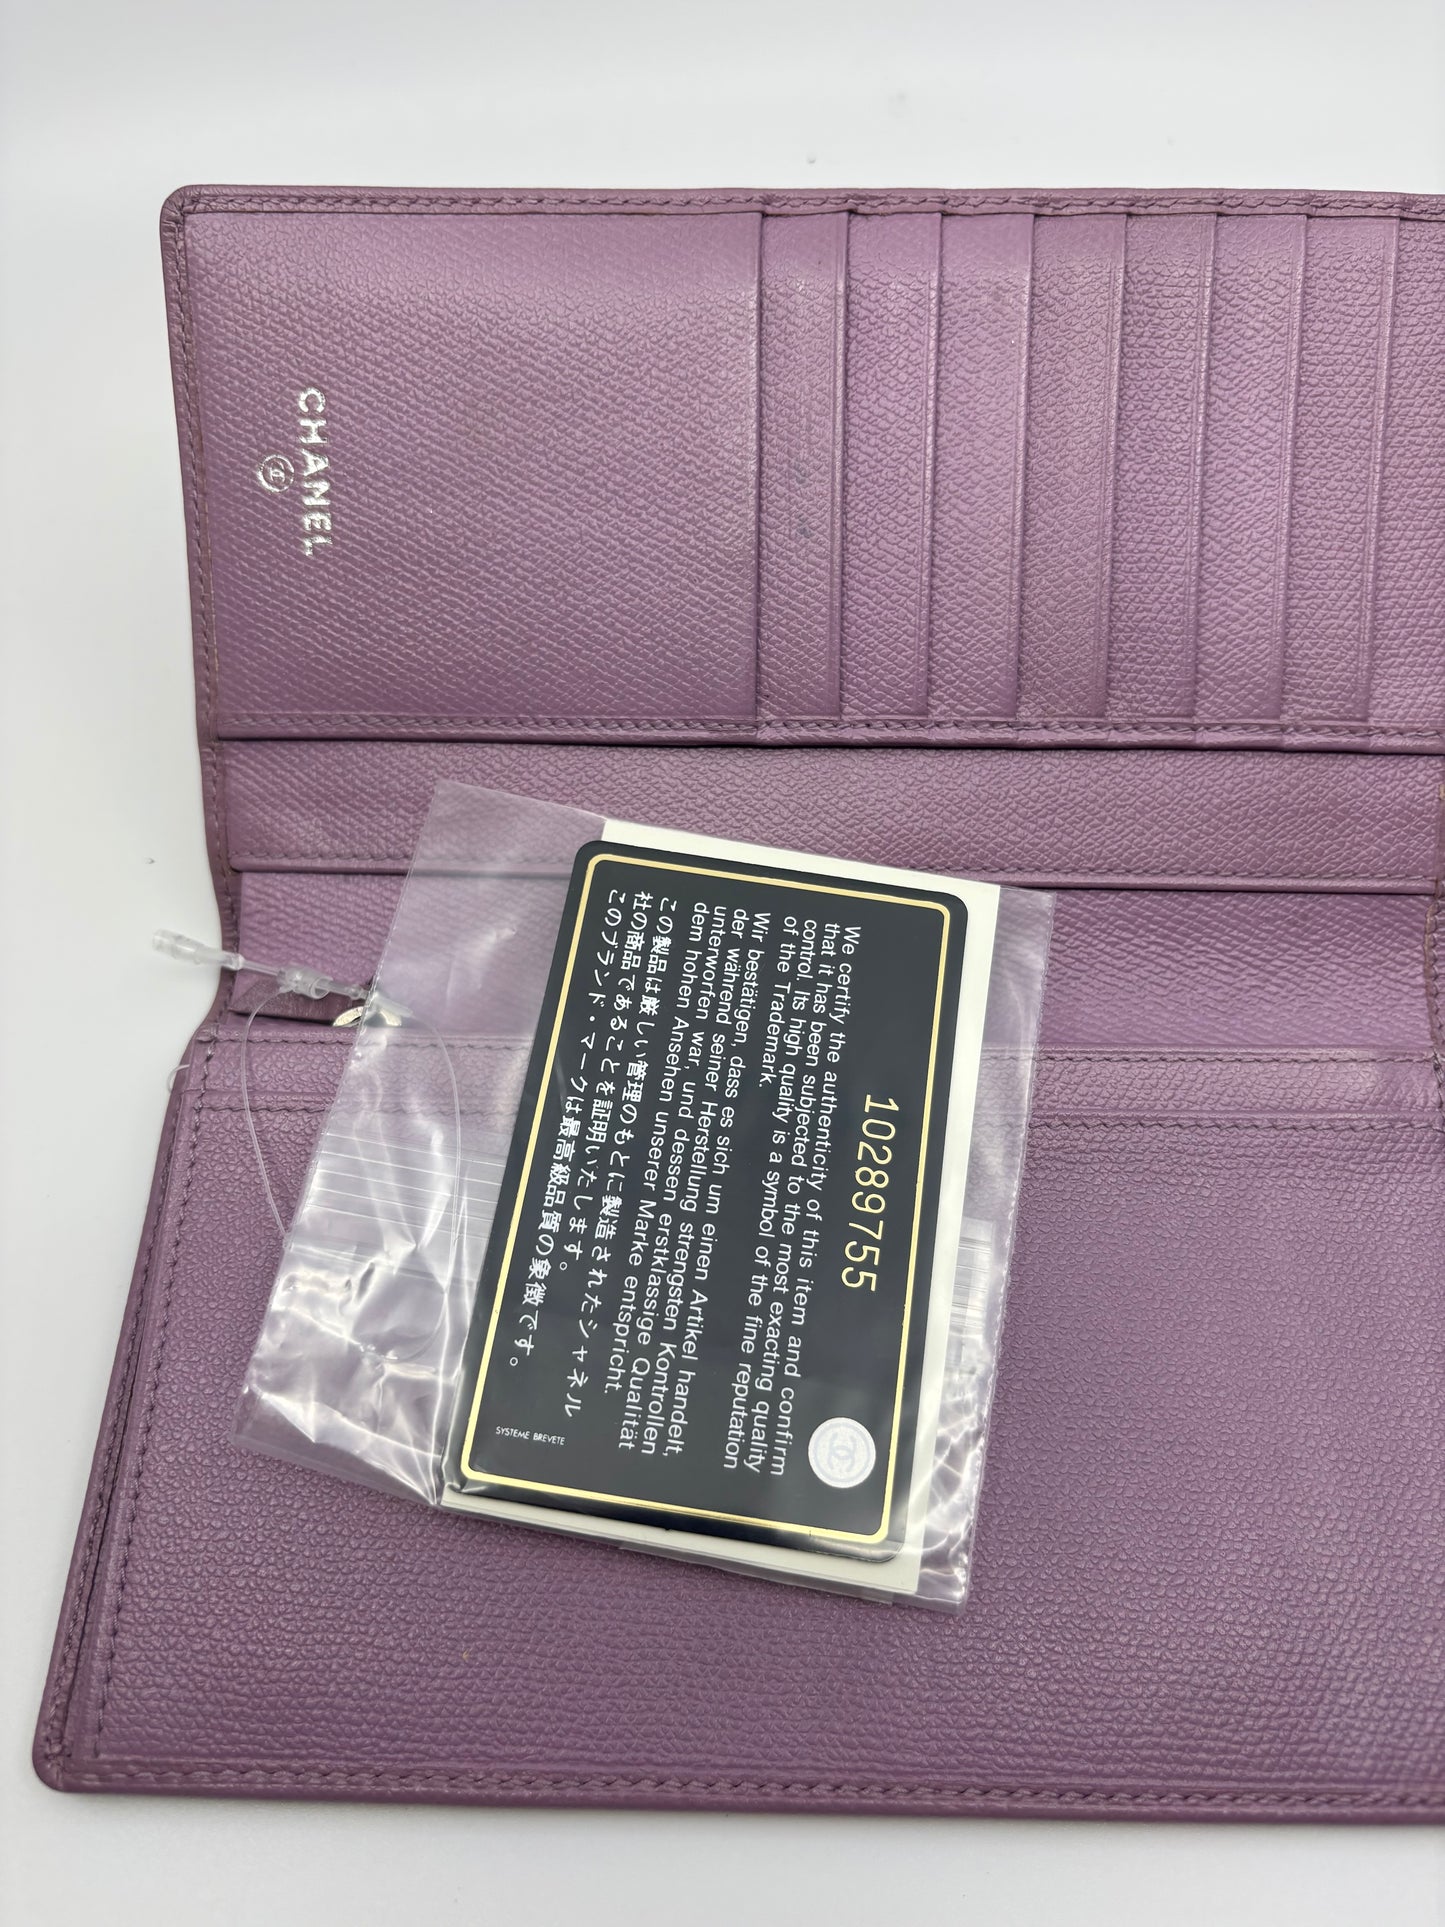 CHANEL
10289755
We certify the authenticity of this item and confirm
that it has been subjected to the most exacting quality
control. Its high quality is a symbol of the fine reputation
of the Trademark.
Wir bestätigen, dass es sich um einen Artikel handelt,
der während seiner Herstellung strengsten Kontrollen
unterworfen war, und dessen erstklassige Qualität
dem hohen Ansehen unserer Marke entspricht.
この製品は厳しい管理のもとに製造されたシャネル
社の商品であることを証明いたします。
このブランド・マークは最高級品質の象徴です。
SYSTEME BREVETE